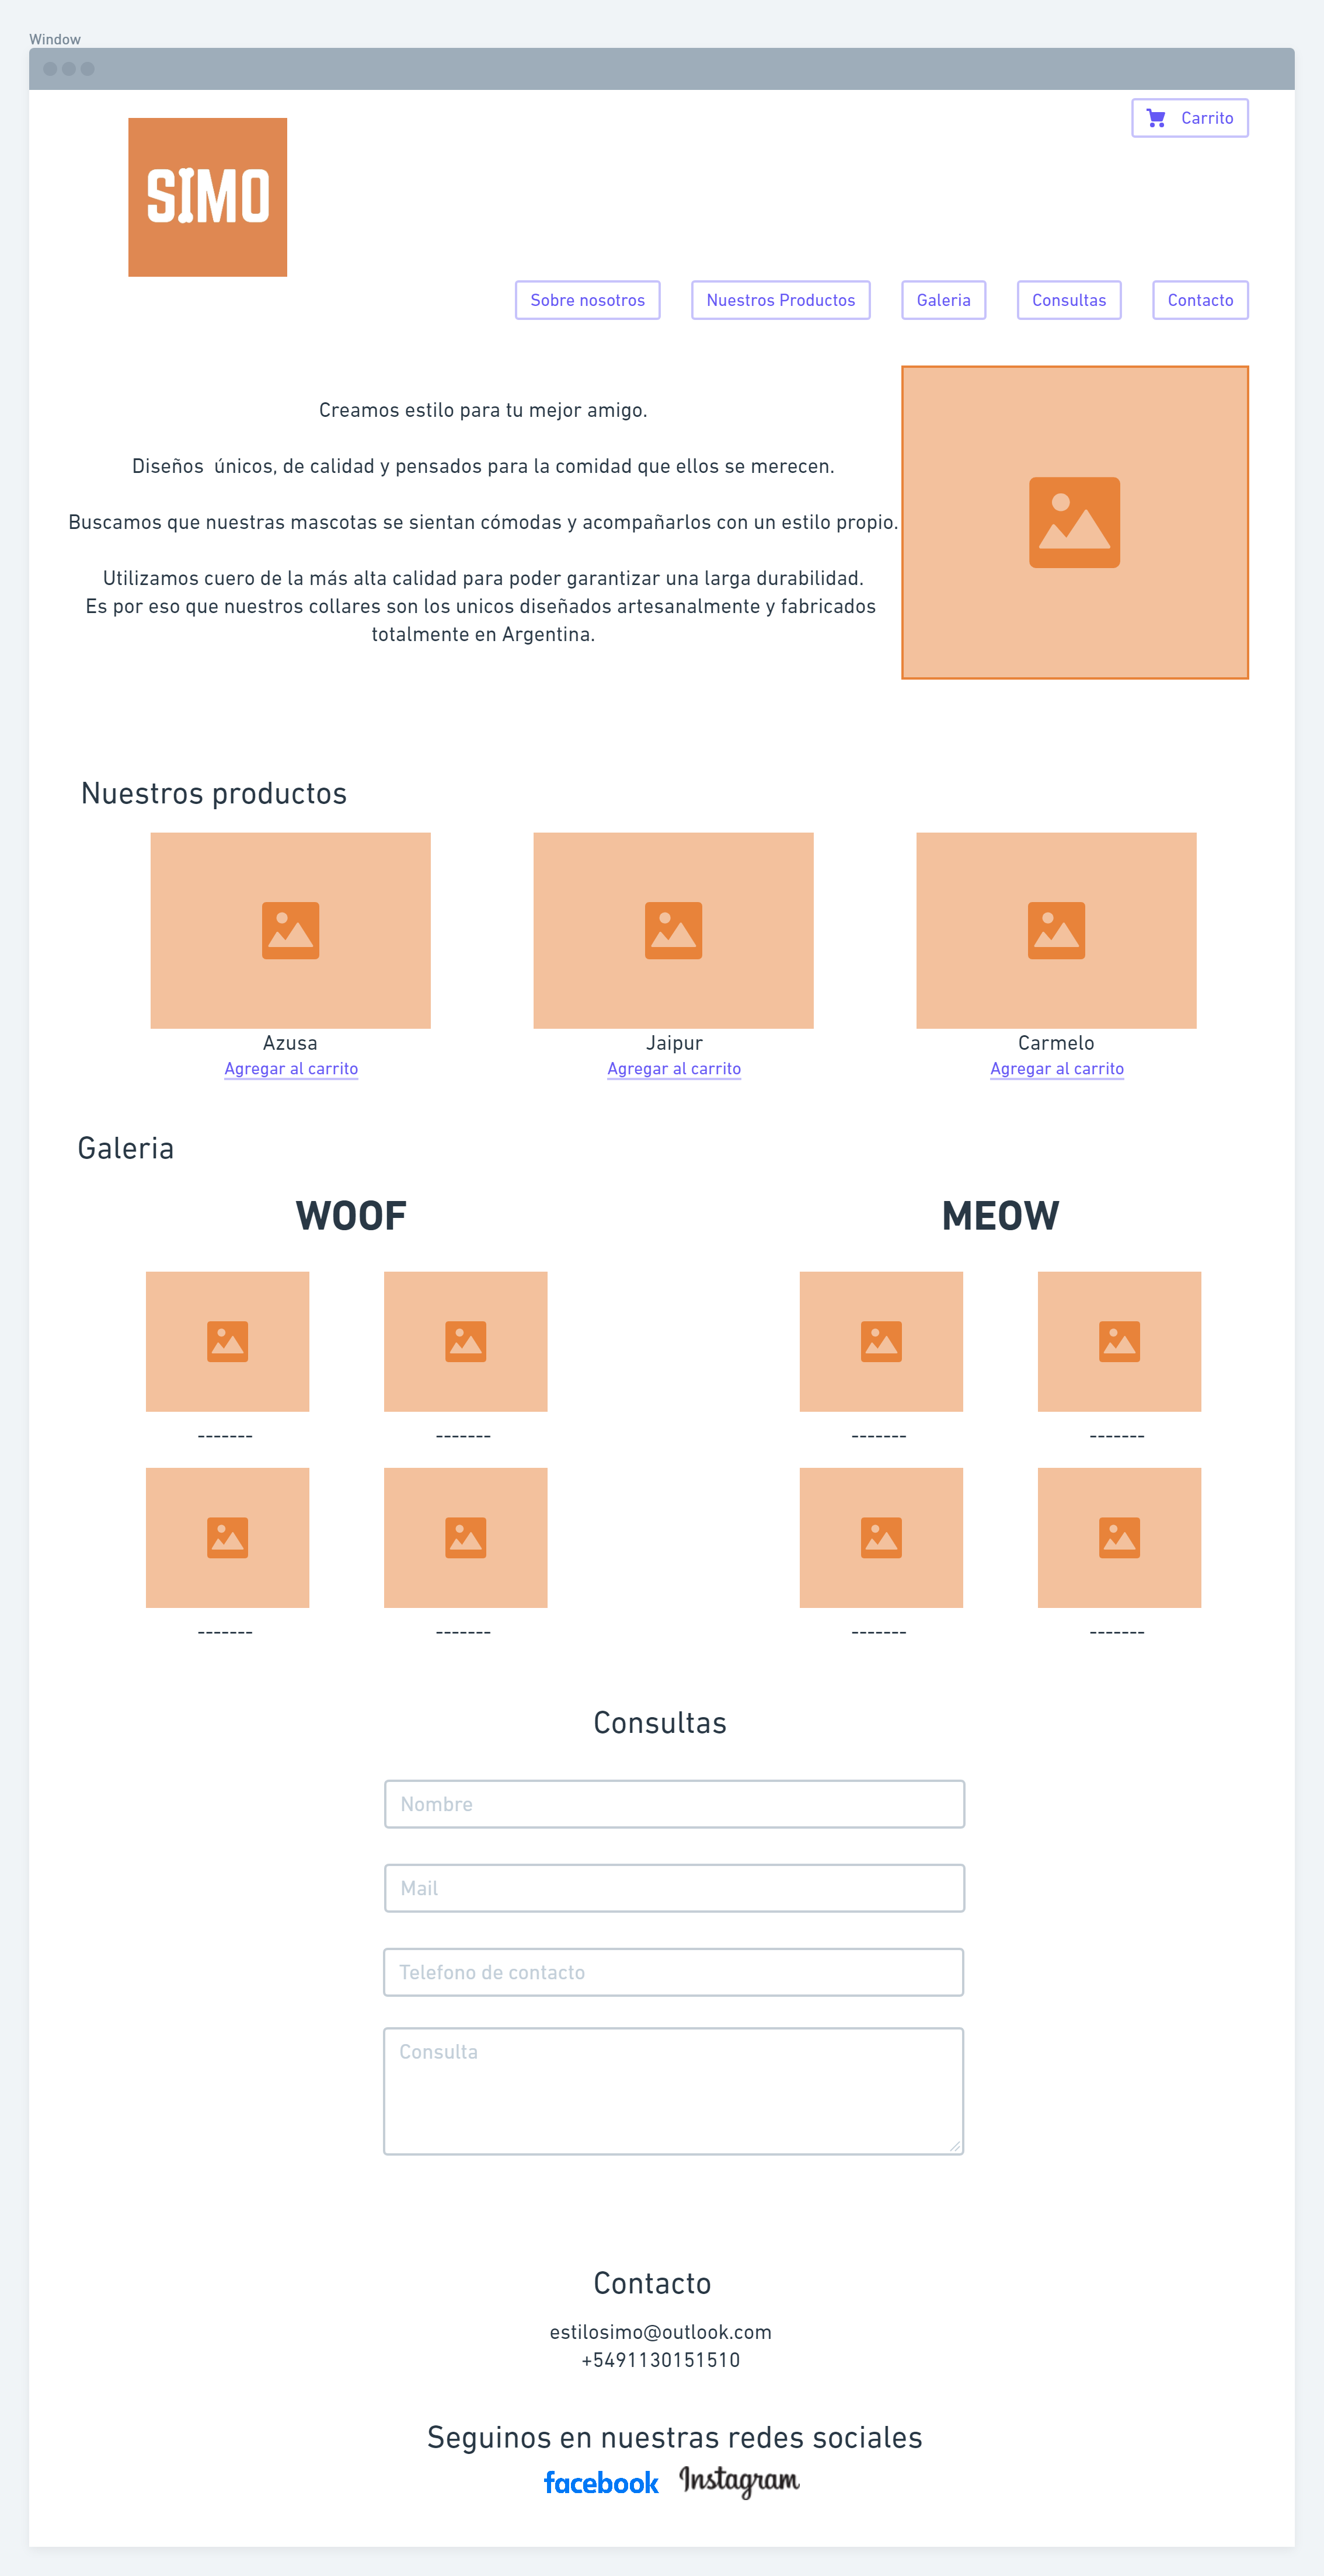 Window
Carrito
SIMO
Sobre nosotros
Nuestros Productos
Galeria
Consultas
Contacto
Creamos estilo para tu mejor amigo.
Diseños  únicos, de calidad y pensados para la comidad que ellos se merecen.
Buscamos que nuestras mascotas se sientan cómodas y acompañarlos con un estilo propio.
Utilizamos cuero de la más alta calidad para poder garantizar una larga durabilidad.
Es por eso que nuestros collares son los unicos diseñados artesanalmente y fabricados
totalmente en Argentina.
Nuestros productos
Azusa
Agregar al carrito
Jaipur
Agregar al carrito
Carmelo
Agregar al carrito
Galeria
WOOF
MEOW
-------
-------
-------
-------
-------
-------
-------
-------
Consultas
Nombre
Mail
Telefono de contacto
Consulta
Contacto
estilosimo@outlook.com
+5491130151510
Seguinos en nuestras redes sociales
facebook
Instagram